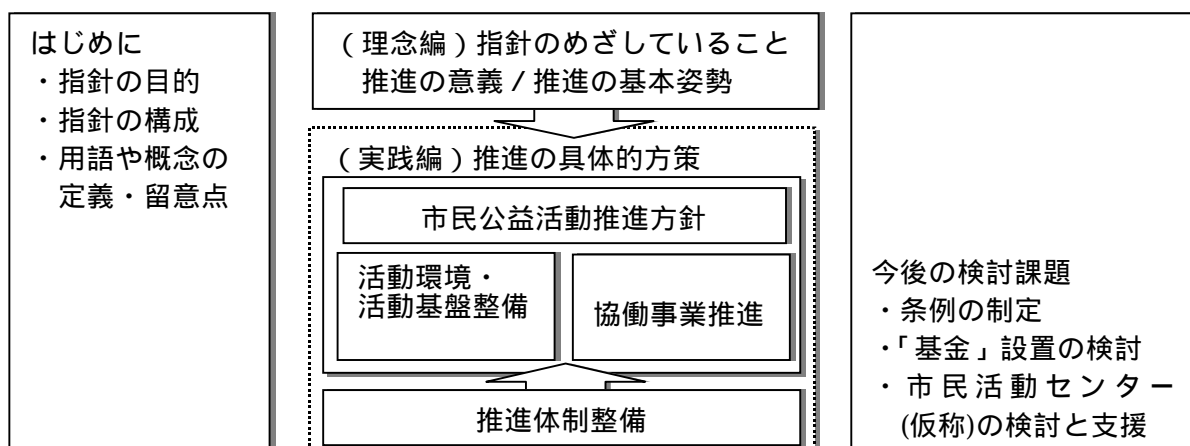 はじめに
・指針の目的
・指針の構成
・用語や概念の
定義・留意点
（理念編）指針のめざしていること
推進の意義／推進の基本姿勢
（実践編）推進の具体的方策
市民公益活動推進方針
活動環境・
活動基盤整備
協働事業推進
推進体制整備
今後の検討課題
・条例の制定
・「基金」設置の検討
・市民活動センター
(仮称)の検討と支援